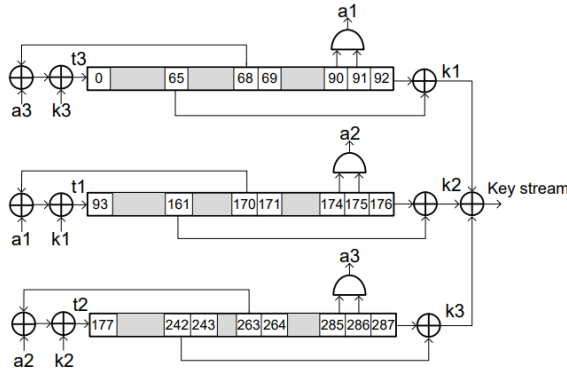 a1
t3
0 65 68 69 90 91 92 k1
a3 k3
a2
t1
93 161 170 171 174 175 176 k2 Key stream
a1 k1
a3
t2
177 242 243 263 264 285 286 287 k3
a2 k2